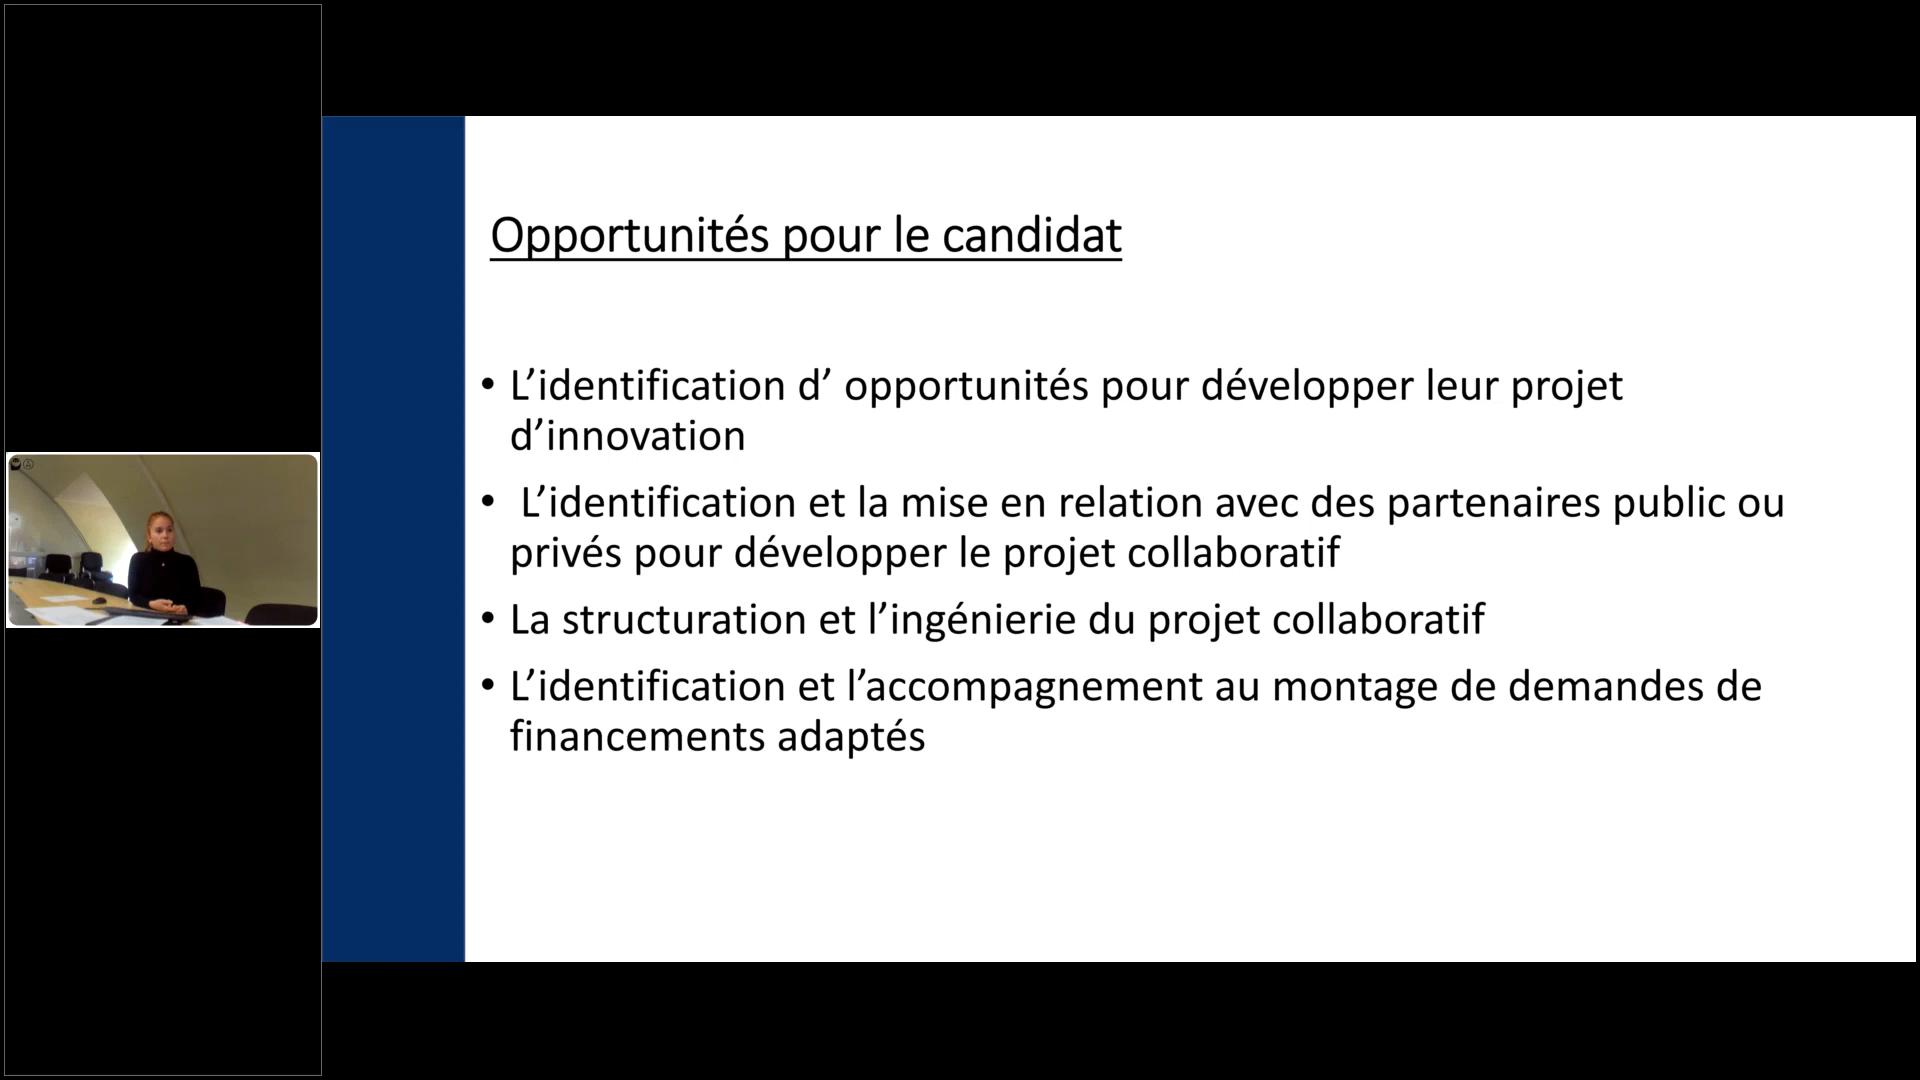 Opportunités pour le candidat
• L’identification d’ opportunités pour développer leur projet
d’innovation
• L’identification et la mise en relation avec des partenaires public ou
privés pour développer le projet collaboratif
• La structuration et l’ingénierie du projet collaboratif
• L’identification et l’accompagnement au montage de demandes de
financements adaptés